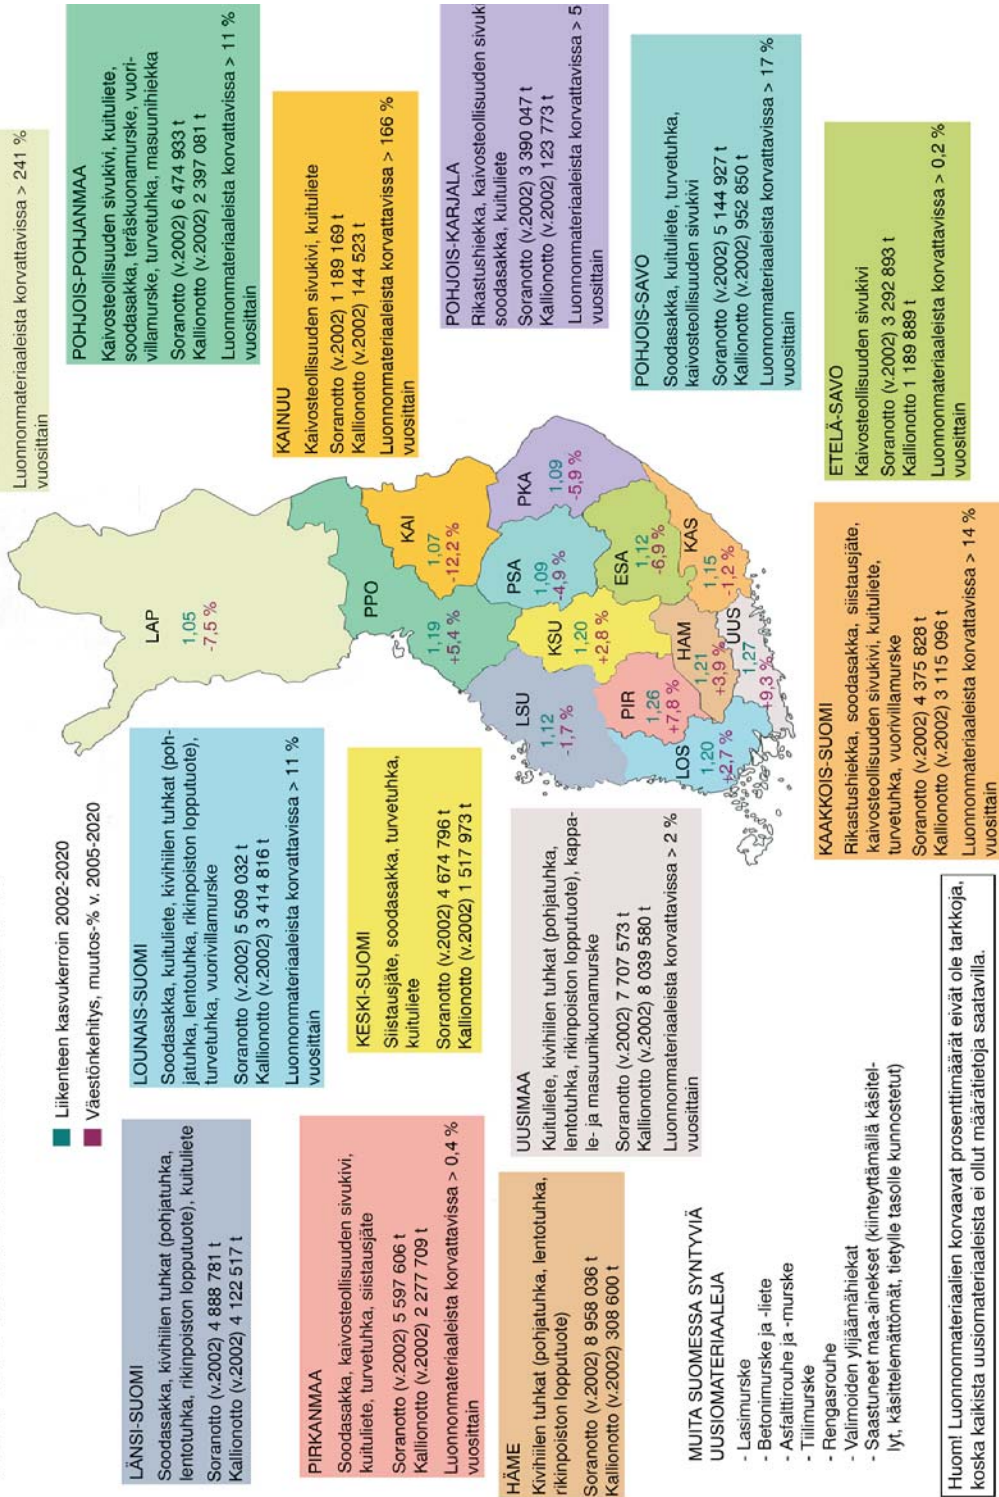 Liikenteen kasvukerroin 2002-2020
Väestönkehitys, muutos-% v. 2005-2020
LÄNSI-SUOMI
Soodasakka, kivihiilen tuhkat (pohjatuhka,
lentotuhka, rikinpoiston lopputuote), kuituliete
Soranotto (v.2002) 4 888 781 t
Kallionotto (v.2002) 4 122 517 t
PIRKANMAA
Soodasakka, kaivosteollisuuden sivukivi,
kuituliete, turvetuhka, siistausjäte
Soranotto (v.2002) 5 597 606 t
Kallionotto (v.2002) 2 277 709 t
Luonnonmateriaaleista korvattavissa > 0,4 %
vuosittain
HÄME
Kivihiilen tuhkat (pohjatuhka, lentotuhka,
rikinpoiston lopputuote)
Soranotto (v.2002) 8 958 036 t
Kallionotto (v.2002) 308 600 t
MUITA SUOMESSA SYNTYVIÄ
UUSIOMATERIAALEJA
- Lasimurske
- Betonimurske ja -liete
- Asfalttirouhe ja -murske
- Tiilimurske
- Rengasrouhe
- Valimoiden ylijäämähiekat
- Saastuneet maa-ainekset (kiinteyttämällä käsitel-
lyt, käsittelemättömät, tietylle tasolle kunnostetut)
Huom! Luonnonmateriaalien korvaavat prosenttimäärät eivät ole tarkkoja,
koska kaikista uusiomateriaaleista ei ollut määrätietoja saatavilla.
LOUNAIS-SUOMI
Soodasakka, kuituliete, kivihiilen tuhkat (poh-
jatuhka, lentotuhka, rikinpoiston lopputuote),
turvetuhka, vuorivillamurske
Soranotto (v.2002) 5 509 032 t
Kallionotto (v.2002) 3 414 816 t
Luonnonmateriaaleista korvattavissa > 11 %
vuosittain
KESKI-SUOMI
Siistausjäte, soodasakka, turvetuhka,
kuituliete
Soranotto (v.2002) 4 674 796 t
Kallionotto (v.2002) 1 517 973 t
UUSIMAA
Kuituliete, kivihiilen tuhkat (pohjatuhka,
lentotuhka, rikinpoiston lopputuote), kappa-
le- ja masuunikuonamurske
Soranotto (v.2002) 7 707 573 t
Kallionotto (v.2002) 8 039 580 t
Luonnonmateriaaleista korvattavissa > 2 %
vuosittain
LAP
1,05
-7,5 %
PPO
1,19
+5,4 %
KAI
1,07
-12,2 %
LSU
1,12
-1,7 %
KSU
1,20
+2,8 %
PSA
1,09
-4,9 %
PKA
1,09
-5,9 %
PIR
1,26
+7,8 %
ESA
1,12
-6,9 %
HAM
1,21
+3,9 %
KAS
1,15
-1,2 %
LOS
1,20
+2,7 %
UUS
1,27
+9,3 %
KAAKKOIS-SUOMI
Rikastushiekka, soodasakka, siistausjäte,
kaivosteollisuuden sivukivi, kuituliete,
turvetuhka, vuorivillamurske
Soranotto (v.2002) 4 375 828 t
Kallionotto (v.2002) 3 115 096 t
Luonnonmateriaaleista korvattavissa > 14 %
vuosittain
Luonnonmateriaaleista korvattavissa > 241 %
vuosittain
POHJOIS-POHJANMAA
Kaivosteollisuuden sivukivi, kuituliete,
soodasakka, teräskuonamurske, vuori-
villamurske, turvetuhka, masuunihiekka
Soranotto (v.2002) 6 474 933 t
Kallionotto (v.2002) 2 397 081 t
Luonnonmateriaaleista korvattavissa > 11 %
vuosittain
KAINUU
Kaivosteollisuuden sivukivi, kuituliete
Soranotto (v.2002) 1 189 169 t
Kallionotto (v.2002) 144 523 t
Luonnonmateriaaleista korvattavissa > 166 %
vuosittain
POHJOIS-KARJALA
Rikastushiekka, kaivosteollisuuden sivuki
soodasakka, kuituliete
Soranotto (v.2002) 3 390 047 t
Kallionotto (v.2002) 123 773 t
Luonnonmateriaaleista korvattavissa > 5
vuosittain
POHJOIS-SAVO
Soodasakka, kuituliete, turvetuhka,
kaivosteollisuuden sivukivi
Soranotto (v.2002) 5 144 927 t
Kallionotto (v.2002) 952 850 t
Luonnonmateriaaleista korvattavissa > 17 %
vuosittain
ETELÄ-SAVO
Kaivosteollisuuden sivukivi
Soranotto (v.2002) 3 292 893 t
Kallionotto 1 189 889 t
Luonnonmateriaaleista korvattavissa > 0,2 %
vuosittain